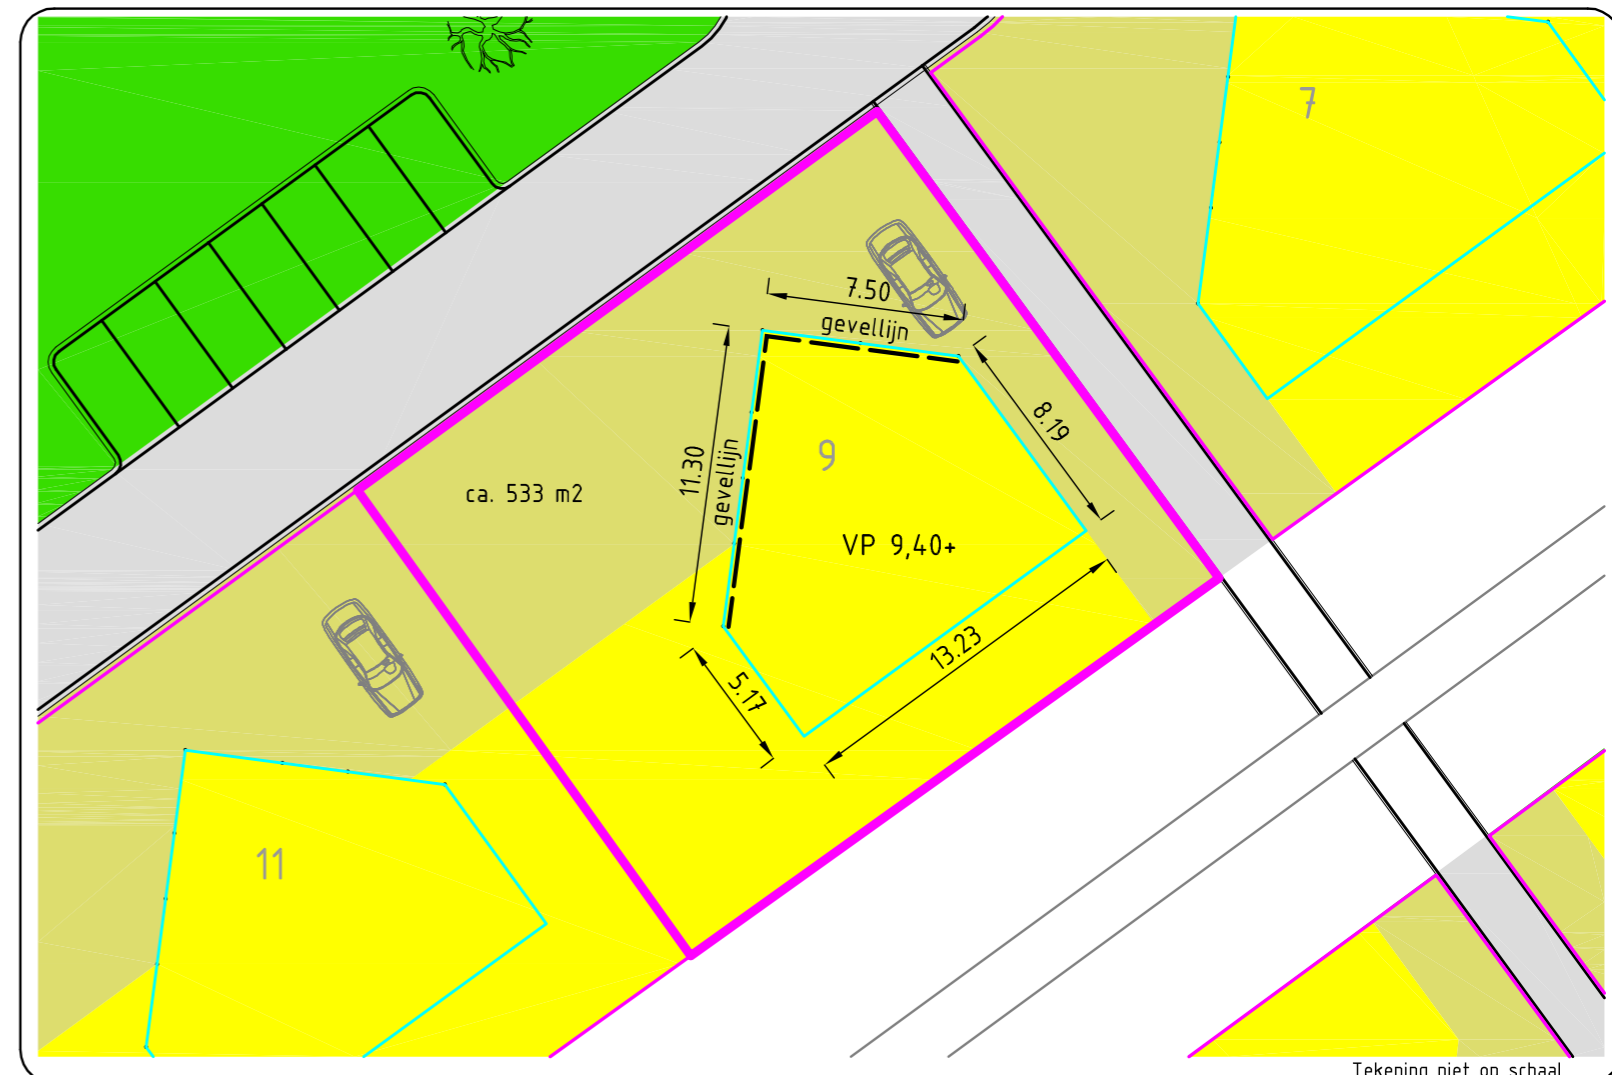 7
7.50
gevellijn
8.19
9
11.30
gevellijn
ca. 533 m2
VP 9,40+
13.23
5.17
11
Tekening niet op schaal